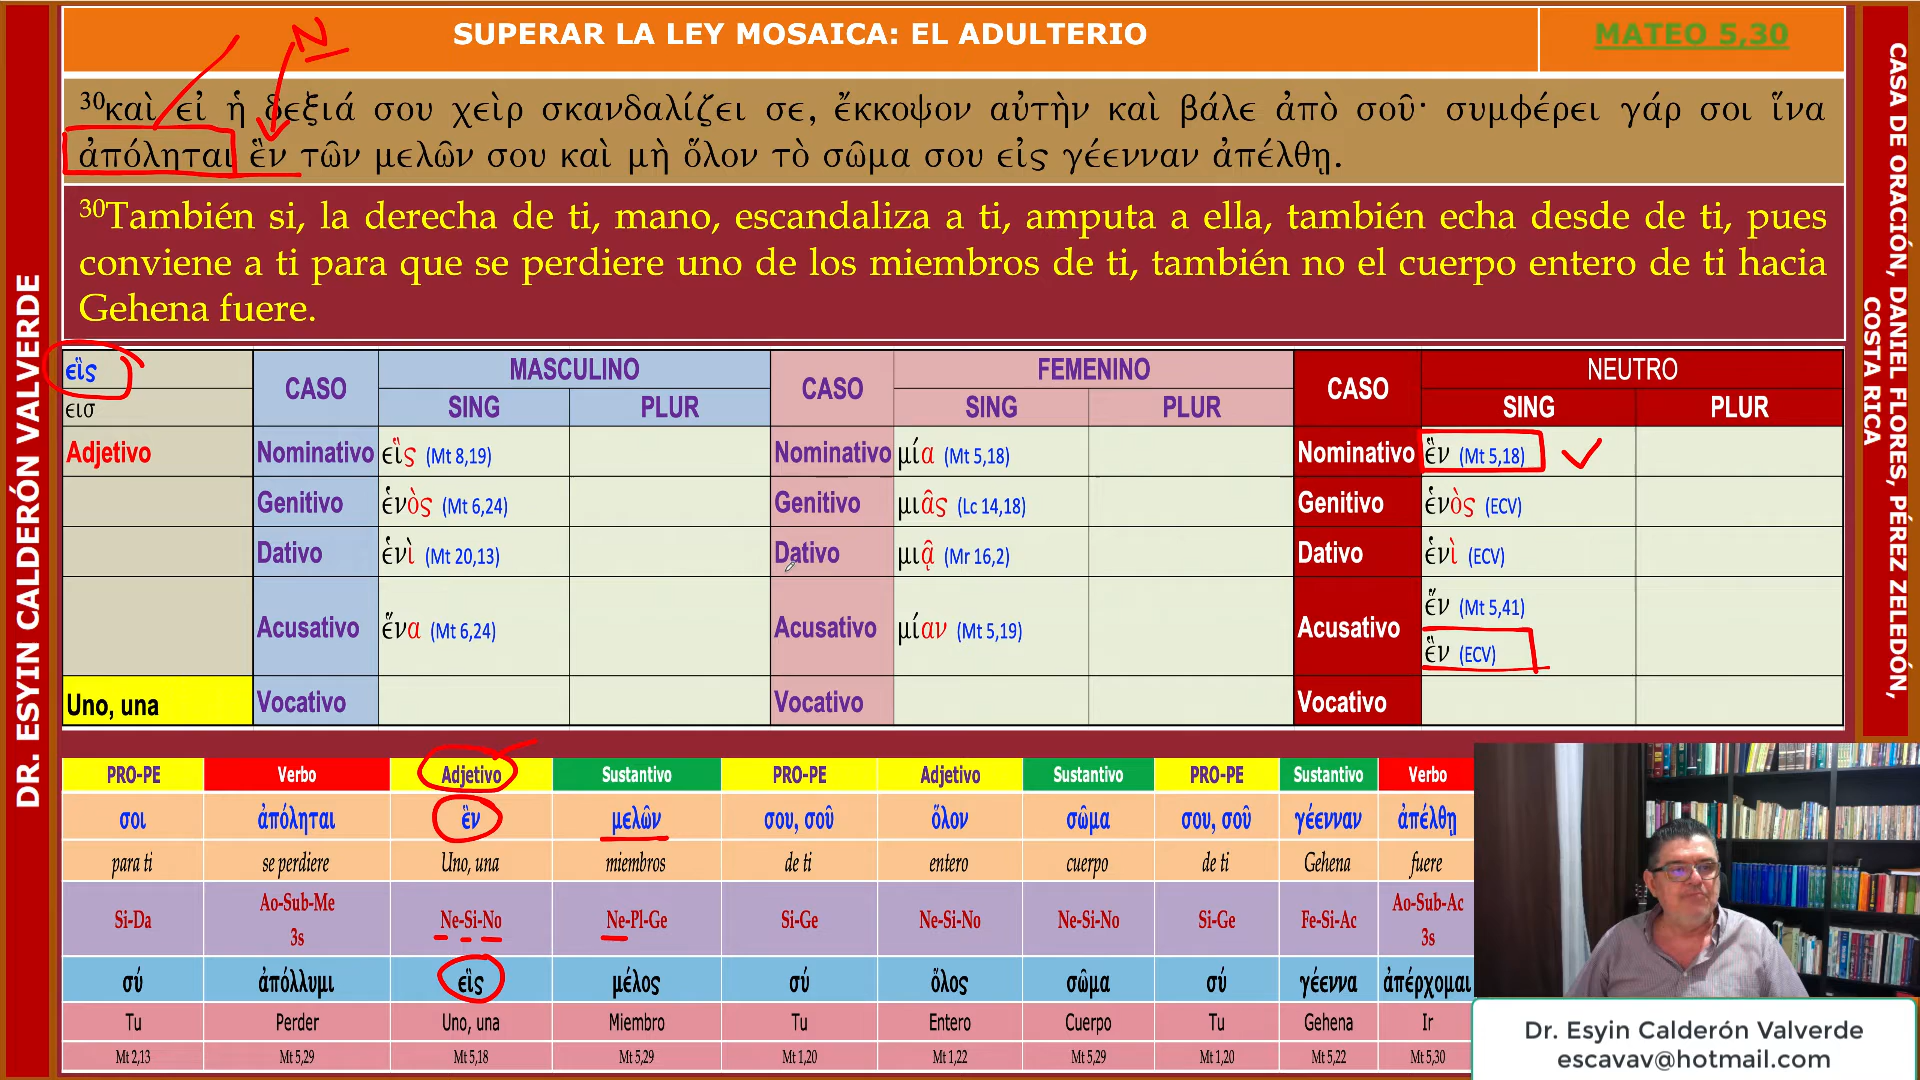 SUPERAR LA LEY MOSAICA: EL ADULTERIO
MATEO 5,30
N
³⁰καὶ εἰ ἡ δεξιά σου χεὶρ σκανδαλίζει σε, ἔκκοψον αὐτὴν καὶ βάλε ἀπὸ σοῦ· συμφέρει γάρ σοι ἵνα
ἀπόληται ἓν τῶν μελῶν σου καὶ μὴ ὅλον τὸ σῶμα σου εἰς γέενναν ἀπέλθῃ.
³⁰También si, la derecha de ti, mano, escandaliza a ti, amputa a ella, también echa desde de ti, pues
conviene a ti para que se perdiere uno de los miembros de ti, también no el cuerpo entero de ti hacia
Gehena fuere.
DR. ESYIN CALDERÓN VALVERDE
CASA DE ORACIÓN, DANIEL FLORES, PÉREZ ZELEDÓN,
COSTA RICA
εἷς CASO MASCULINO CASO FEMENINO CASO NEUTRO
εισ SING PLUR SING PLUR SING PLUR
Adjetivo Nominativo εἷς (Mt 8,19) Nominativo μία (Mt 5,18) Nominativo ἓν (Mt 5,18)
Genitivo ἑνὸς (Mt 6,24) Genitivo μιᾶς (Lc 14,18) Genitivo ἑνὸς (ECV)
Dativo ἑνὶ (Mt 20,13) Dativo μιᾷ (Mr 16,2) Dativo ἑνὶ (ECV)
Acusativo ἕνα (Mt 6,24) Acusativo μίαν (Mt 5,19) Acusativo ἕν (Mt 5,41)
ἓν (ECV)
Uno, una Vocativo Vocativo Vocativo
PRO-PE Verbo Adjetivo Sustantivo PRO-PE Adjetivo Sustantivo PRO-PE Sustantivo Verbo
σοι ἀπόληται ἓν μελῶν σου, σοῦ ὅλον σῶμα σου, σοῦ γέενναν ἀπέλθῃ
para ti se perdiere Uno, una miembros de ti entero cuerpo de ti Gehena fuere
Si-Da Ao-Sub-Me 3s Ne-Si-No Ne-Pl-Ge Si-Ge Ne-Si-No Ne-Si-No Si-Ge Fe-Si-Ac Ao-Sub-Ac 3s
σύ ἀπόλλυμι εἷς μέλος σύ ὅλος σῶμα σύ γέεννα ἀπέρχομαι
Tu Perder Uno, una Miembro Tu Entero Cuerpo Tu Gehena Ir
Mt 2,13 Mt 5,29 Mt 5,18 Mt 5,29 Mt 1,20 Mt 1,22 Mt 5,29 Mt 1,20 Mt 5,22 Mt 5,30
Dr. Esyin Calderón Valverde
escavav@hotmail.com